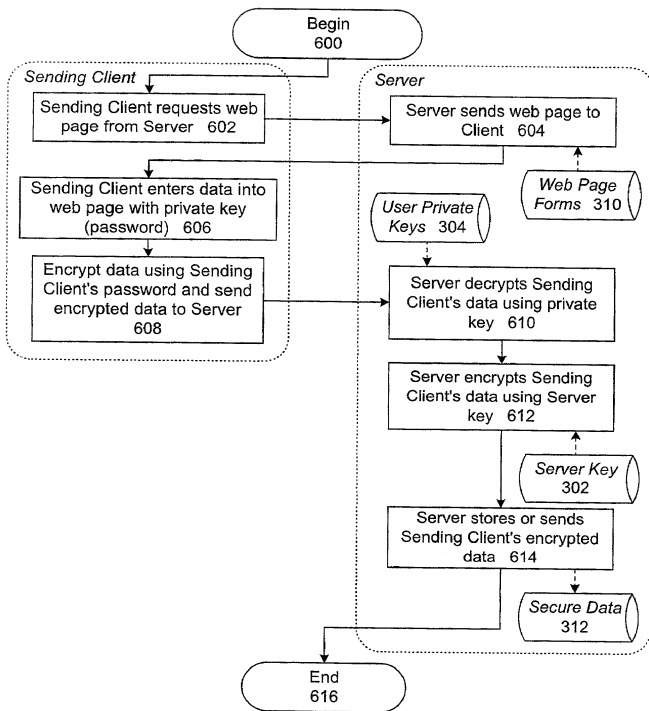 Begin
600
Sending Client
Server
Sending Client requests web
page from Server 602
Server sends web page to
Client 604
Sending Client enters data into
web page with private key
(password) 606
Web Page
Forms 310
User Private
Keys 304
Encrypt data using Sending
Client's password and send
encrypted data to Server
608
Server decrypts Sending
Client's data using private
key 610
Server encrypts Sending
Client's data using Server
key 612
Server Key
302
Server stores or sends
Sending Client's encrypted
data 614
Secure Data
312
End
616